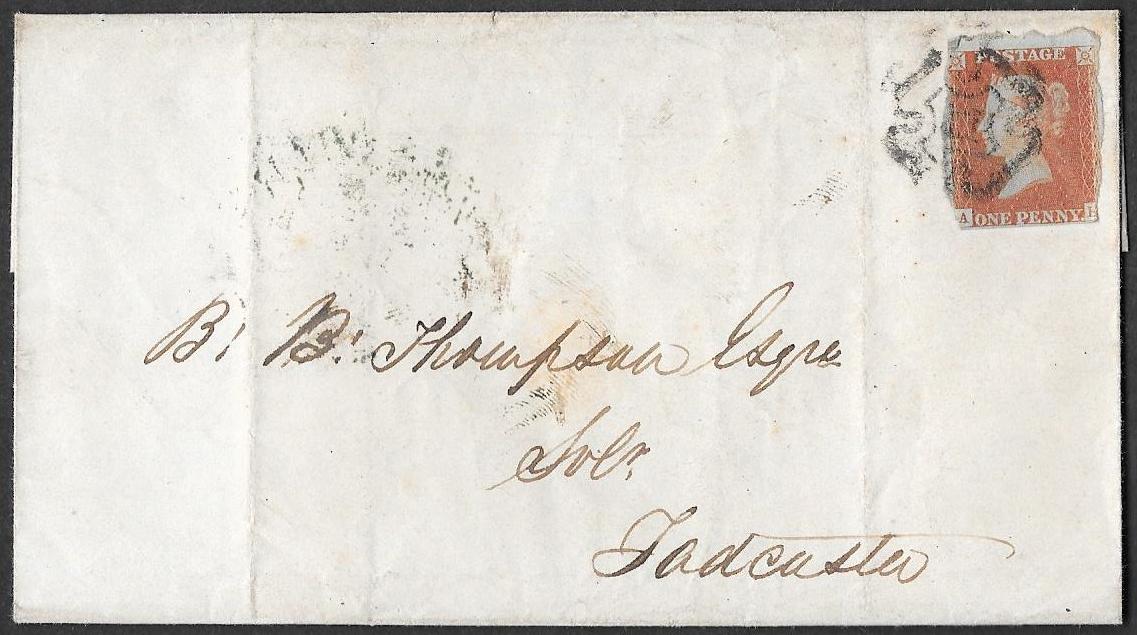 POSTAGE
A
ONE PENNY
B. B. Thompson Esqre
Solr.
Tadcaster